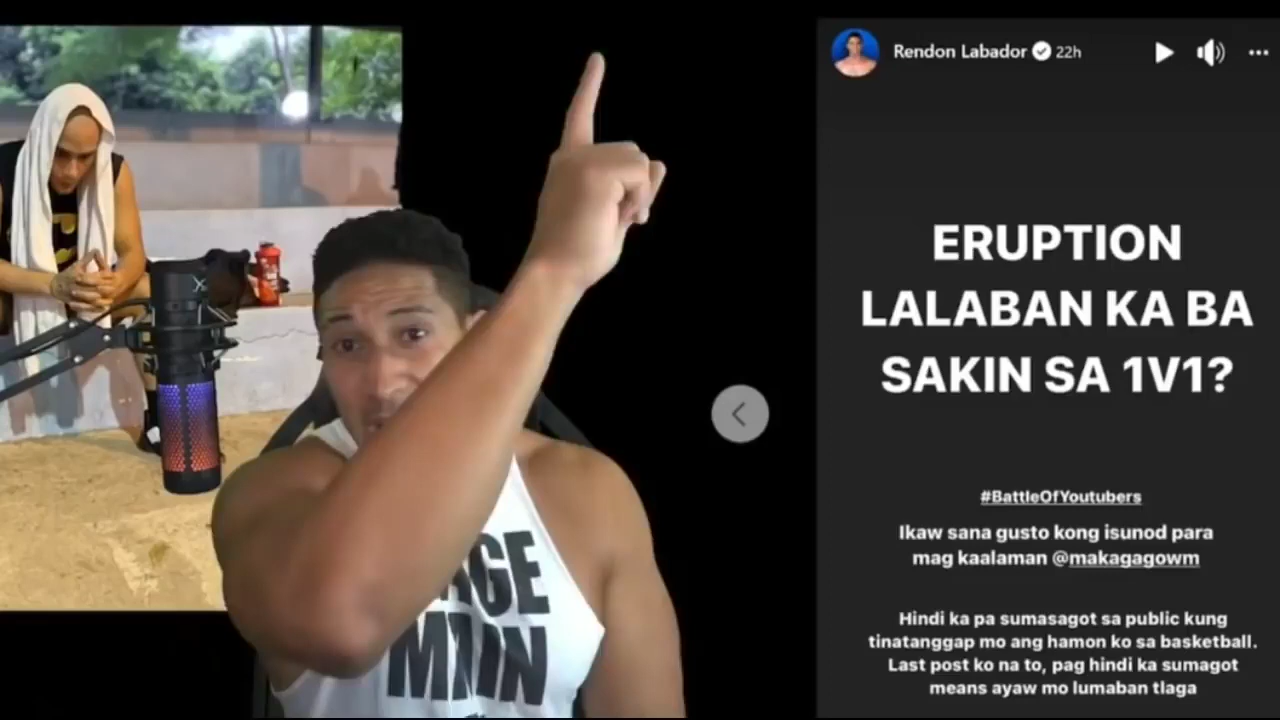 Rendon Labador 22h
ERUPTION
LALABAN KA BA
SAKIN SA 1V1?
#BattleOfYoutubers
Ikaw sana gusto kong isunod para
mag kaalaman @makagagowm
Hindi ka pa sumasagot sa public kung
tinatanggap mo ang hamon ko sa basketball.
Last post ko na to, pag hindi ka sumagot
means ayaw mo lumaban tlaga